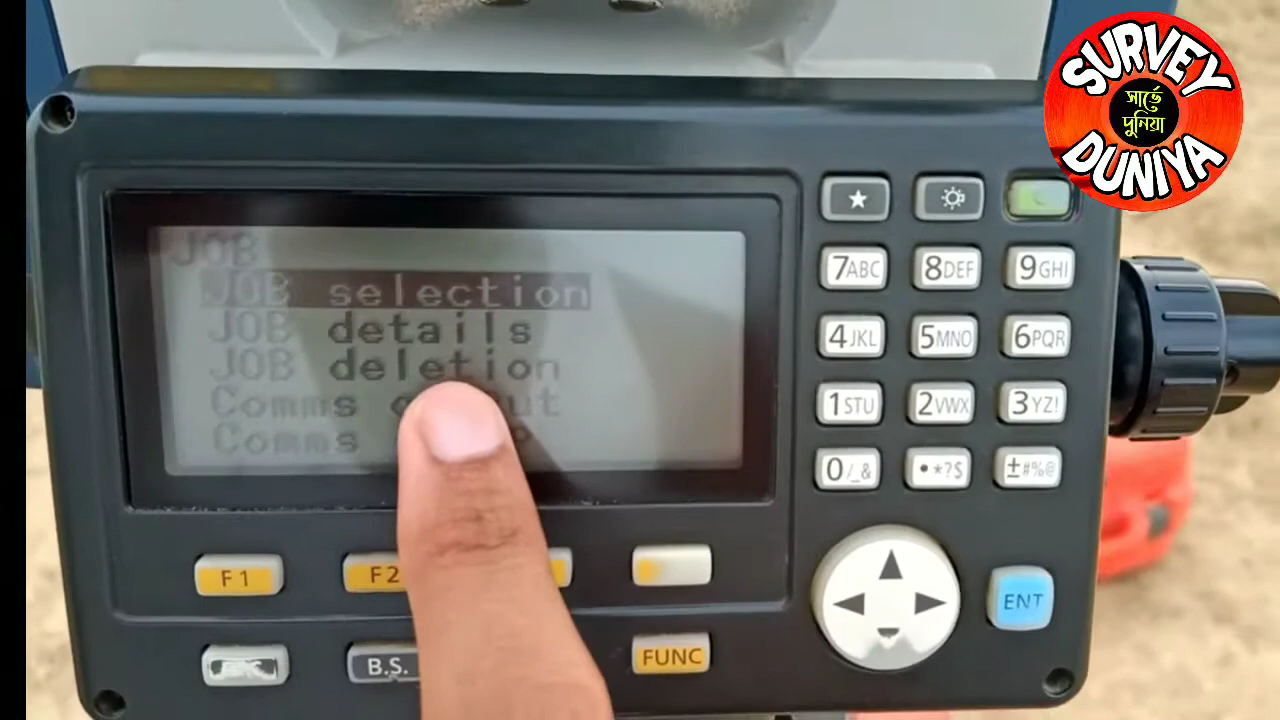 SURVEY
সার্ভে
দুনিয়া
DUNIYA
JOB
JOB selection
JOB details
JOB deletion
Comms
Comms
7ABC 8DEF 9GHI
4JKL 5MNO 6PQR
1STU 2VWX 3YZ!
0/_& •*?$ ±#%@
F1 F2
ENT
B.S. FUNC